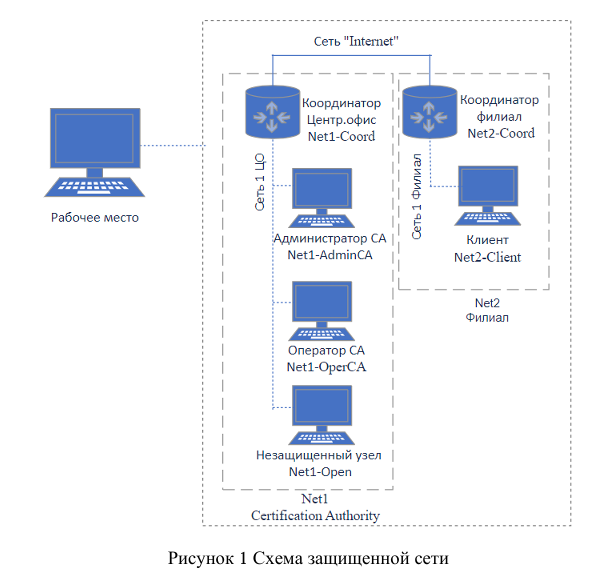 Сеть "Internet"
Координатор
Центр.офис
Net1-Coord
Координатор
филиал
Net2-Coord
Рабочее место
Сеть 1 ЦО
Сеть 1 Филиал
Администратор СА
Net1-AdminCA
Клиент
Net2-Client
Net2
Филиал
Оператор СА
Net1-OperCA
Незащищенный узел
Net1-Open
Net1
Certification Authority
Рисунок 1 Схема защищенной сети